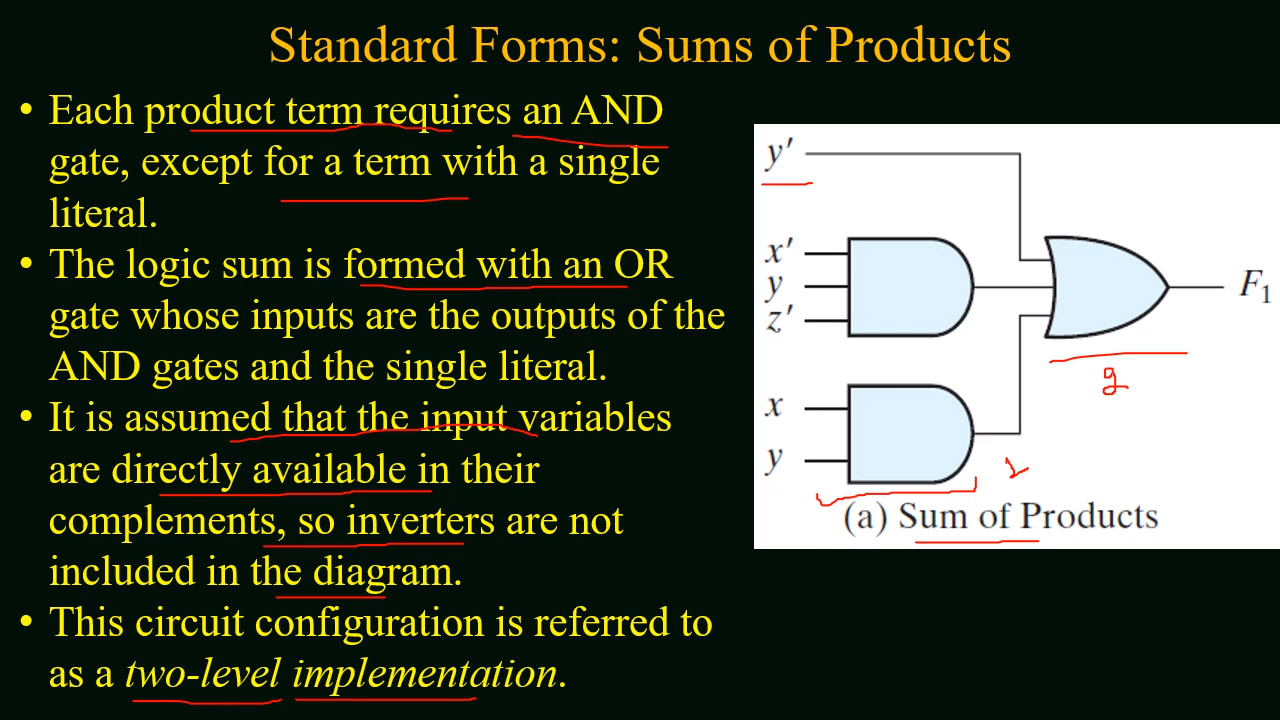 Standard Forms: Sums of Products
• Each product term requires an AND
gate, except for a term with a single
literal.
• The logic sum is formed with an OR
gate whose inputs are the outputs of the
AND gates and the single literal.
• It is assumed that the input variables
are directly available in their
complements, so inverters are not
included in the diagram.
• This circuit configuration is referred to
as a two-level implementation.
y'
x'
y
z'
F₁
x
y
(a) Sum of Products